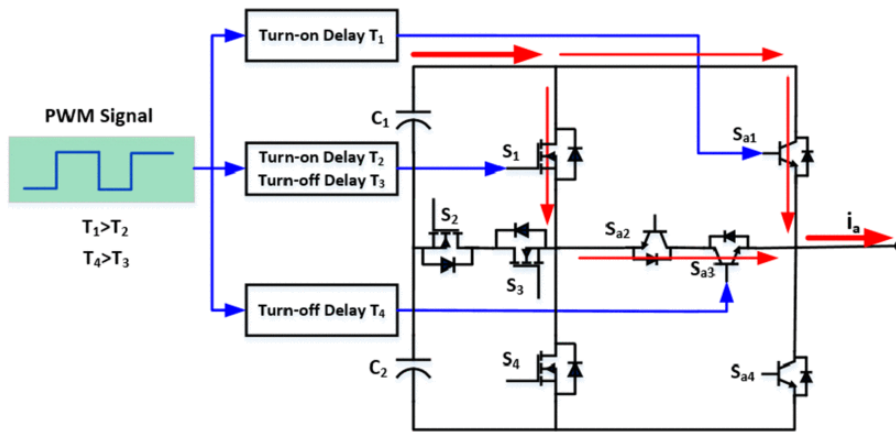 Turn-on Delay T1
PWM Signal
C1
S1
Sa1
Turn-on Delay T2
Turn-off Delay T3
T1>T2
T4>T3
S2
S3
Sa2
Sa3
ia
Turn-off Delay T4
C2
S4
Sa4